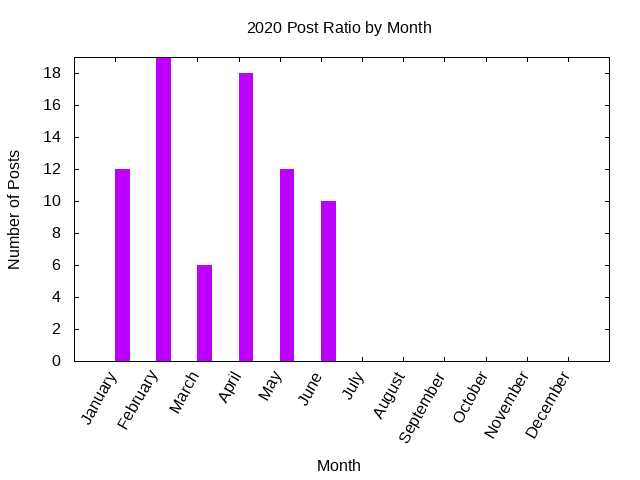 2020 Post Ratio by Month
Number of Posts
18
16
14
12
10
8
6
4
2
0
January
February
March
April
May
June
July
August
September
October
November
December
Month